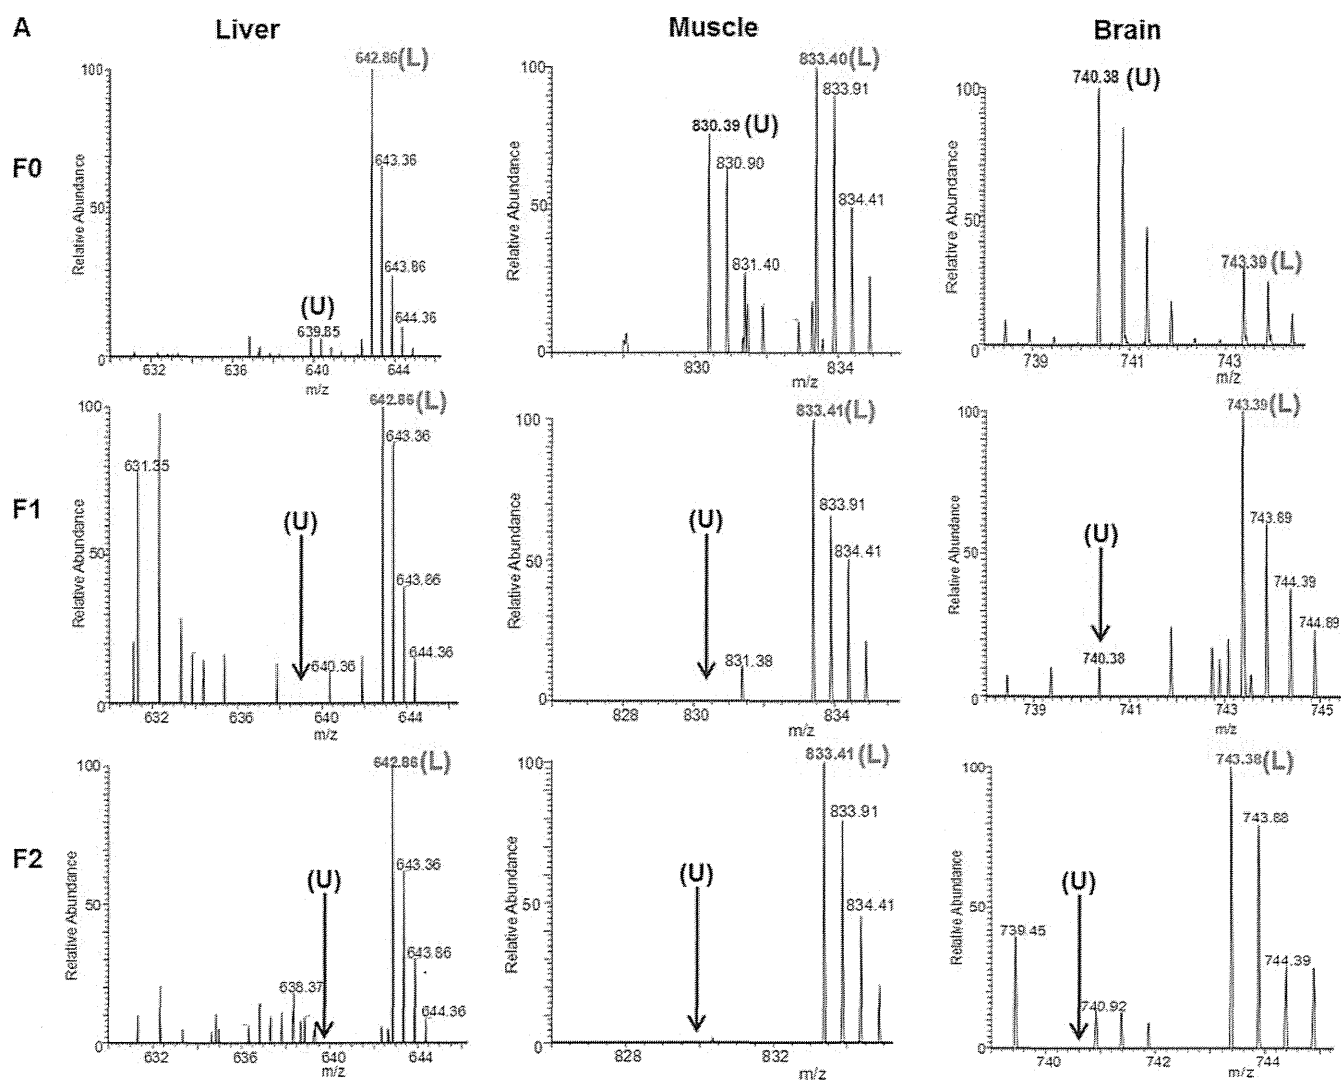 A
Liver
Muscle
Brain
F0
Relative Abundance
100
50
0
642.86(L)
643.36
643.86
644.36
(U)
639.85
632
636
640
644
m/z
Relative Abundance
100
50
0
833.40(L)
833.91
830.39(U)
830.90
834.41
831.40
830
834
m/z
Relative Abundance
100
50
0
740.38 (U)
743.39(L)
739
741
743
m/z
F1
Relative Abundance
100
50
0
642.86(L)
643.36
631.35
(U)
643.86
640.36
644.36
632
636
640
644
m/z
Relative Abundance
100
50
0
833.41(L)
833.91
(U)
834.41
831.38
828
830
834
m/z
Relative Abundance
100
50
0
743.39(L)
743.89
(U)
744.39
744.89
740.38
739
741
743
745
m/z
F2
Relative Abundance
100
50
0
642.86(L)
643.36
(U)
643.86
638.37
644.36
632
636
640
644
m/z
Relative Abundance
100
50
0
833.41(L)
833.91
(U)
834.41
828
832
m/z
Relative Abundance
100
50
0
743.38(L)
743.88
(U)
739.45
744.39
740.92
740
742
744
m/z